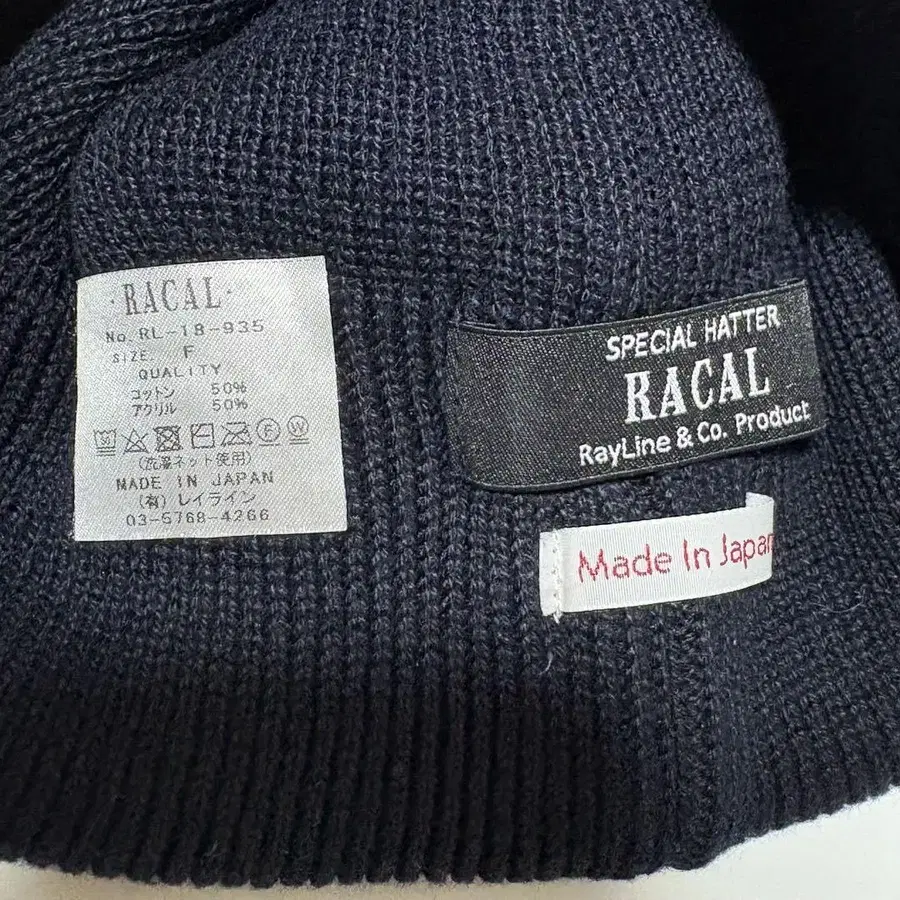 ·RACAL·
No. RL-18-935
SIZE F
QUALITY
コットン 50%
アクリル 50%
(洗濯ネット使用)
MADE IN JAPAN
(有)レイライン
03-5768-4266
SPECIAL HATTER
RACAL
RayLine & Co. Product
Made In Japan